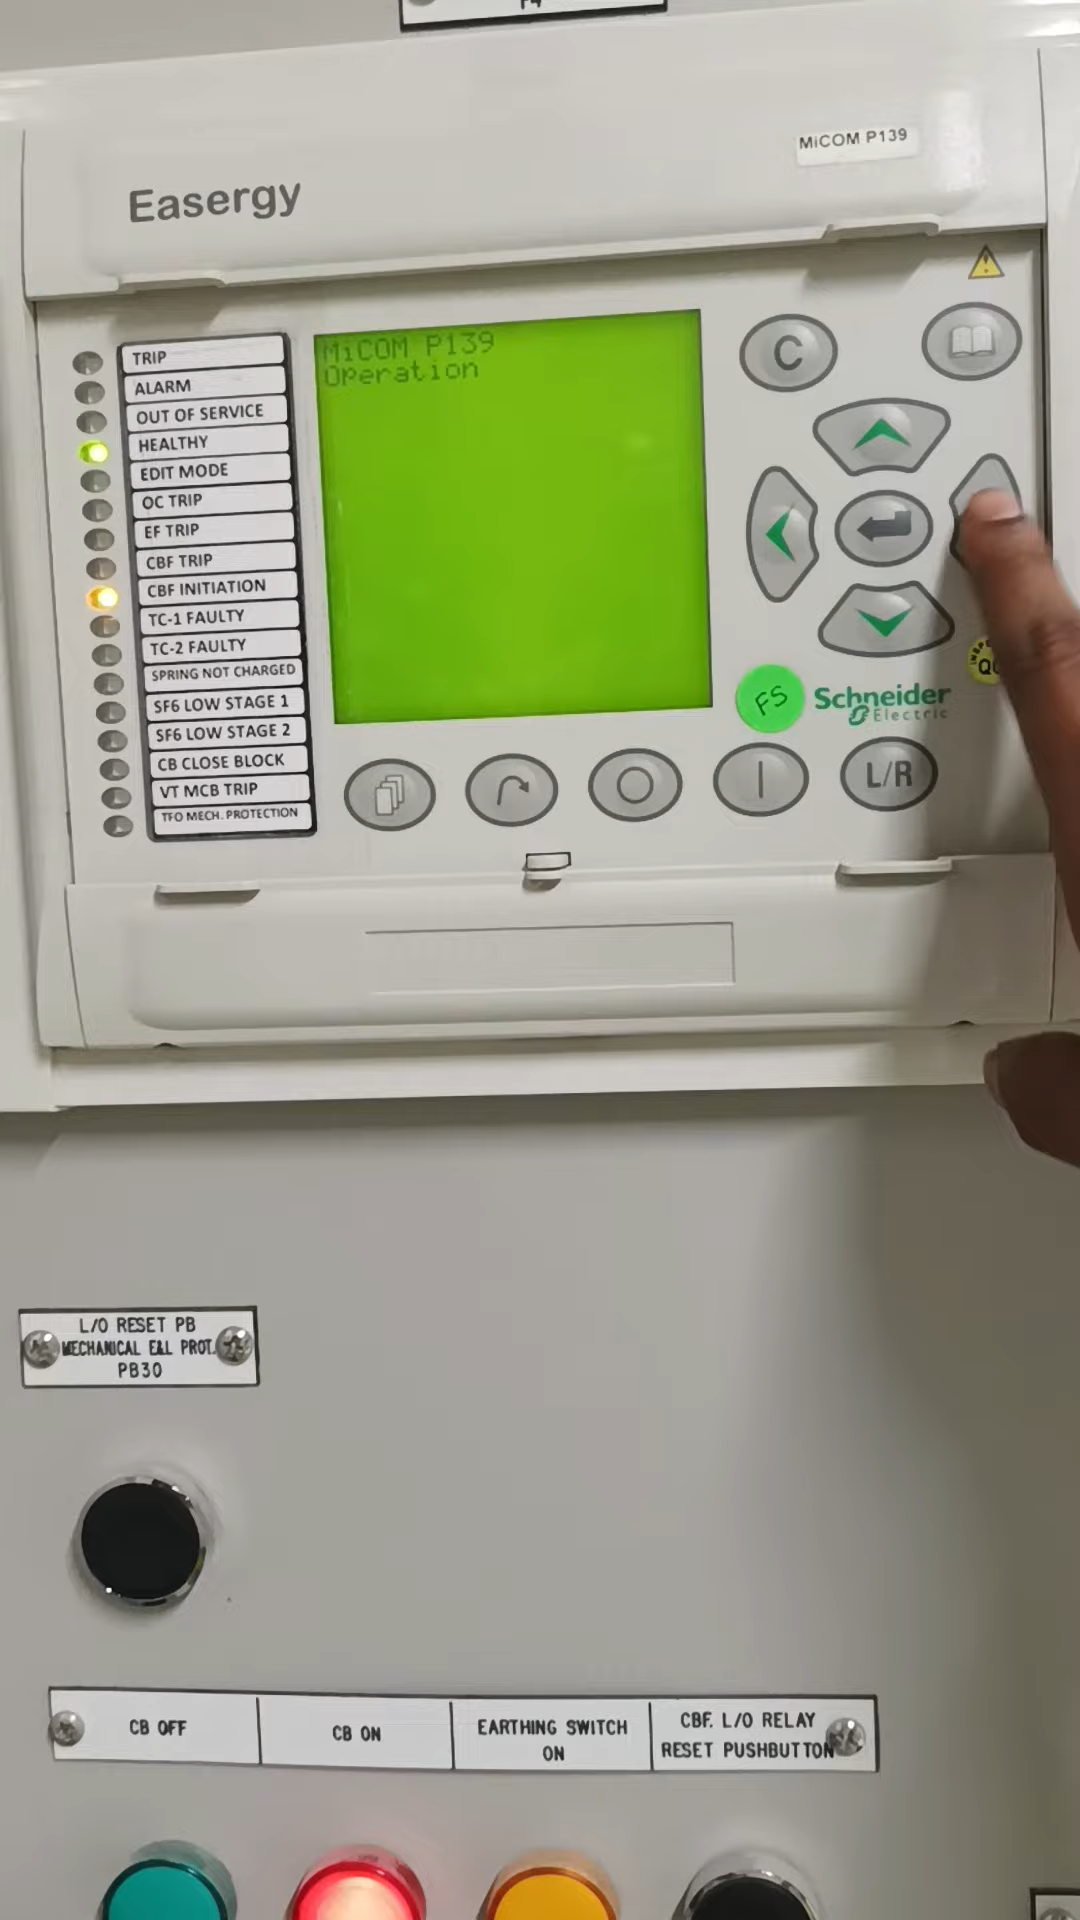 F4
MiCOM P139
Easergy
MiCOM P139
Operation
C
TRIP
ALARM
OUT OF SERVICE
HEALTHY
EDIT MODE
OC TRIP
EF TRIP
CBF TRIP
CBF INITIATION
TC-1 FAULTY
TC-2 FAULTY
SPRING NOT CHARGED
SF6 LOW STAGE 1
SF6 LOW STAGE 2
CB CLOSE BLOCK
VT MCB TRIP
TFO MECH. PROTECTION
FS
Schneider
Electric
L/R
L/O RESET PB
MECHANICAL E&L PROT.
PB30
CB OFF
CB ON
EARTHING SWITCH
ON
CBF. L/O RELAY
RESET PUSHBUTTON